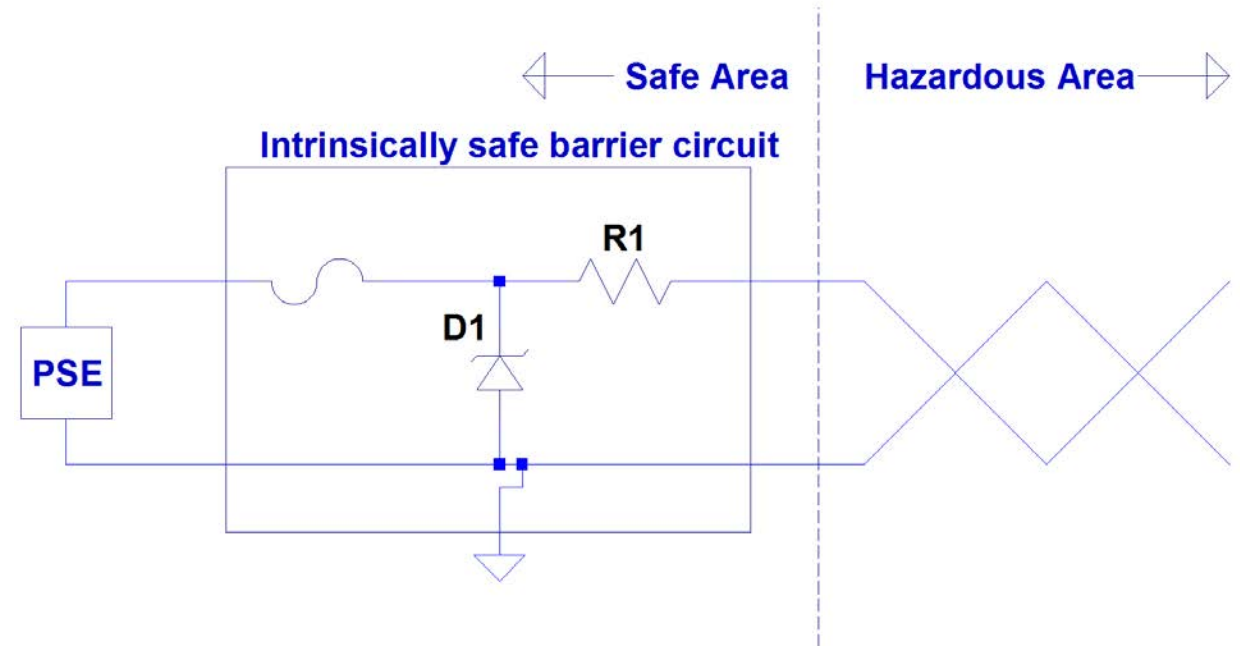 Safe Area
Hazardous Area
Intrinsically safe barrier circuit
R1
D1
PSE